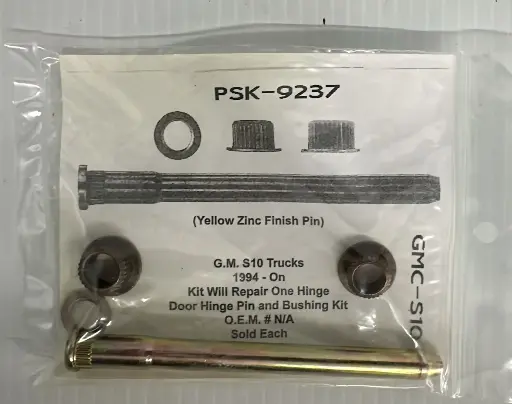 PSK-9237
(Yellow Zinc Finish Pin)
G.M. S10 Trucks
1994 - On
Kit Will Repair One Hinge
Door Hinge Pin and Bushing Kit
O.E.M. # N/A
Sold Each
GMC-S10